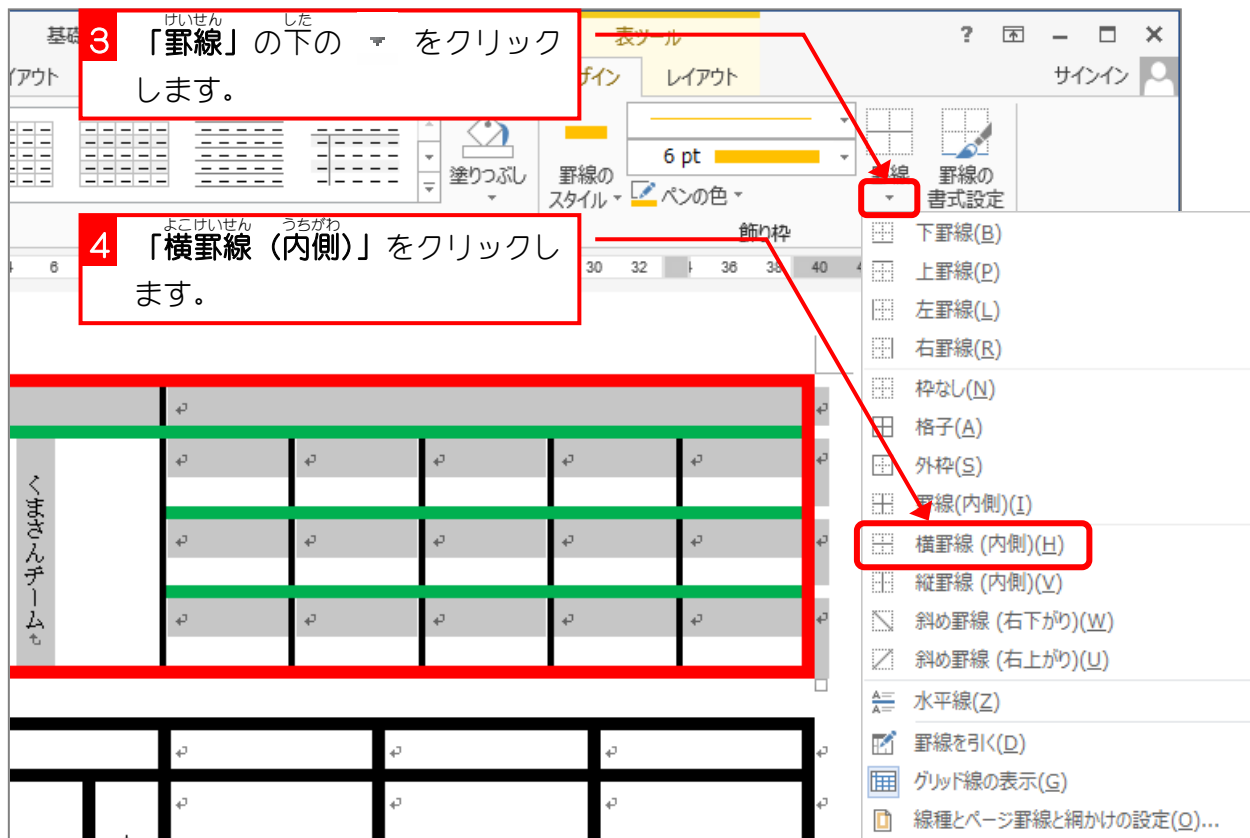 基礎
表ツール
?
3
けいせん
した
「罫線」の下の ▼ をクリック
します。
イアウト
ザイン
レイアウト
サインイン
6 pt
塗りつぶし
罫線の
スタイル
ペンの色
罫線
罫線の
書式設定
飾り枠
4
よこけいせん
うちがわ
「横罫線（内側）」をクリックし
ます。
6
30 32 36 38 40
下罫線(B)
上罫線(P)
左罫線(L)
右罫線(R)
枠なし(N)
格子(A)
外枠(S)
罫線(内側)(I)
横罫線 (内側)(H)
縦罫線 (内側)(V)
斜め罫線 (右下がり)(W)
斜め罫線 (右上がり)(U)
水平線(Z)
罫線を引く(D)
グリッド線の表示(G)
線種とページ罫線と網かけの設定(O)...
くまさんチーム